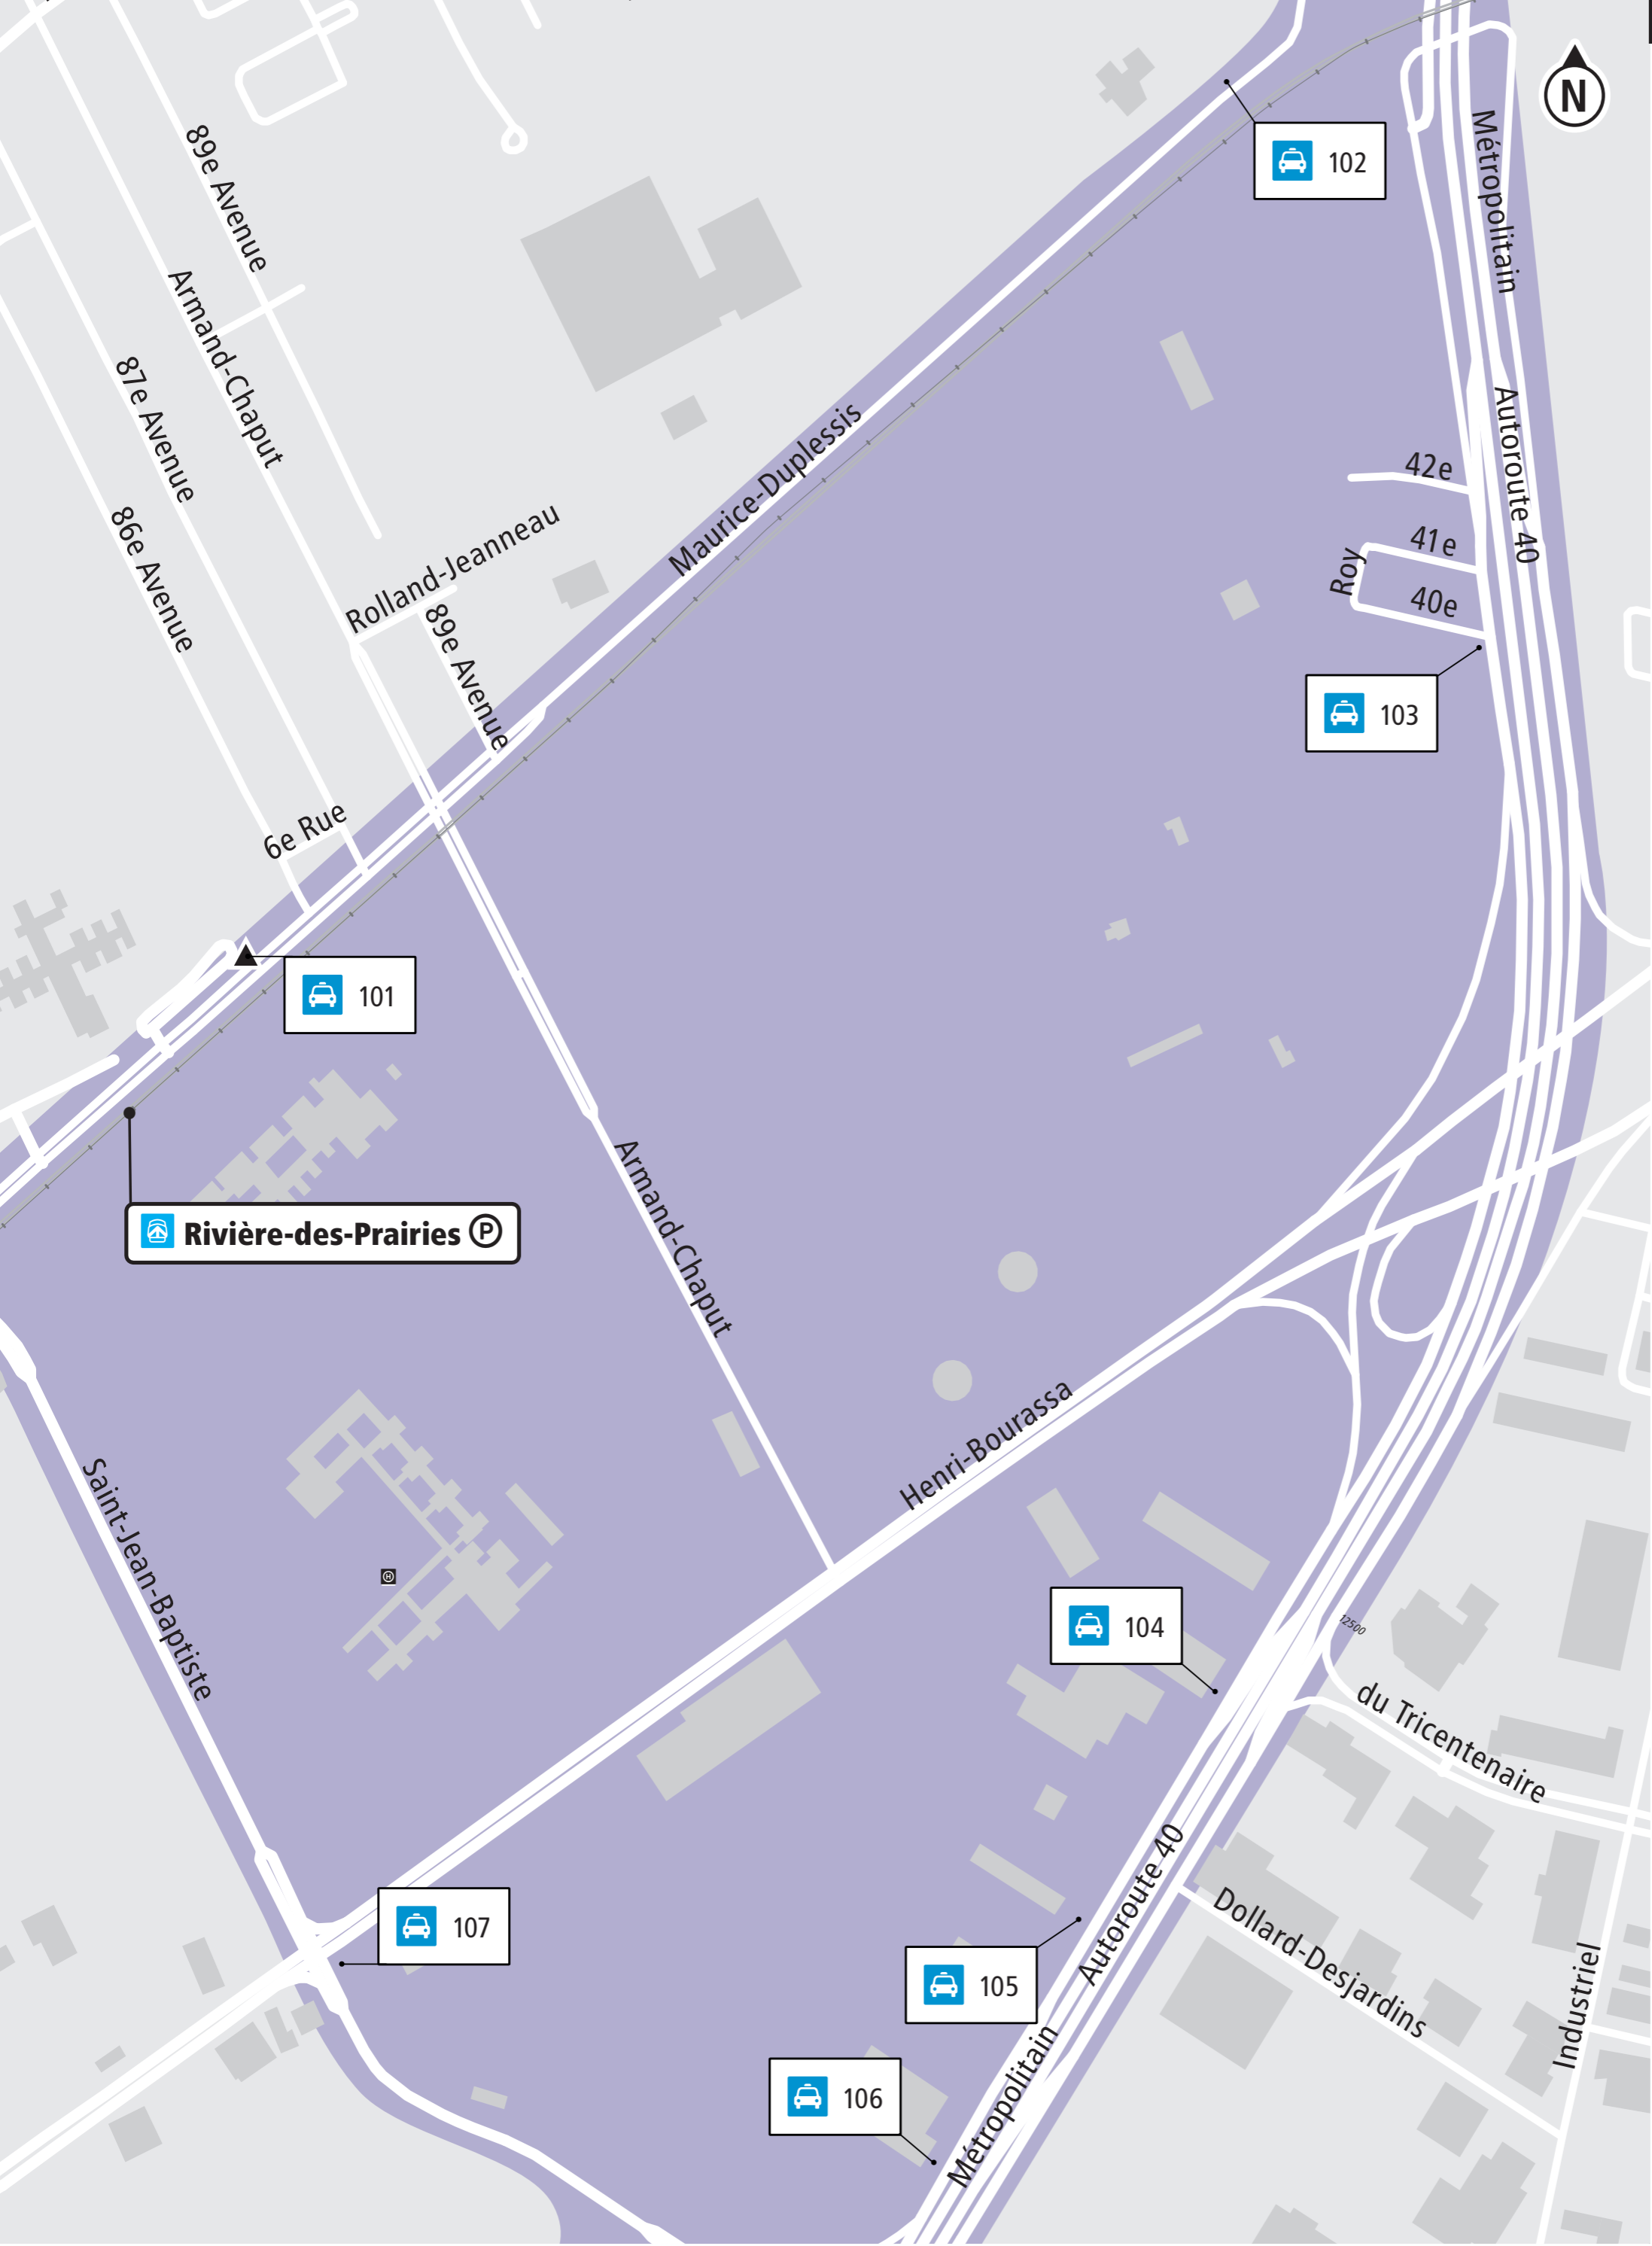 N
89e Avenue
102
Métropolitain
Armand-Chaput
87e Avenue
Autoroute 40
Maurice-Duplessis
42e
86e Avenue
Rolland-Jeanneau
41e
Roy
40e
89e Avenue
103
6e Rue
101
Armand-Chaput
Rivière-des-Prairies P
Henri-Bourassa
Saint-Jean-Baptiste
H
104
12500
du Tricentenaire
Autoroute 40
107
Dollard-Desjardins
105
Industriel
Métropolitain
106